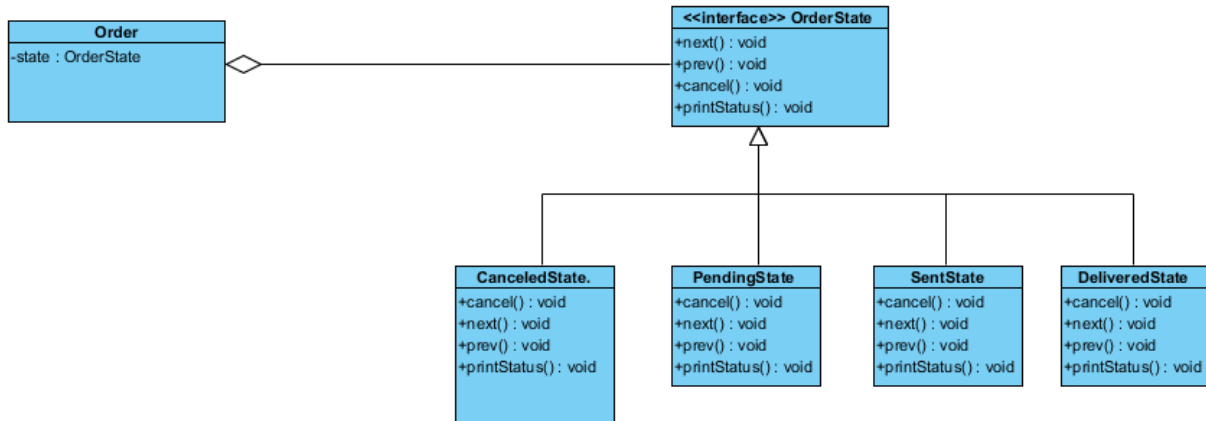 Order
-state : OrderState
<<interface>> OrderState
+next() : void
+prev() : void
+cancel() : void
+printStatus() : void
CanceledState.
+cancel() : void
+next() : void
+prev() : void
+printStatus() : void
PendingState
+cancel() : void
+next() : void
+prev() : void
+printStatus() : void
SentState
+cancel() : void
+next() : void
+prev() : void
+printStatus() : void
DeliveredState
+cancel() : void
+next() : void
+prev() : void
+printStatus() : void